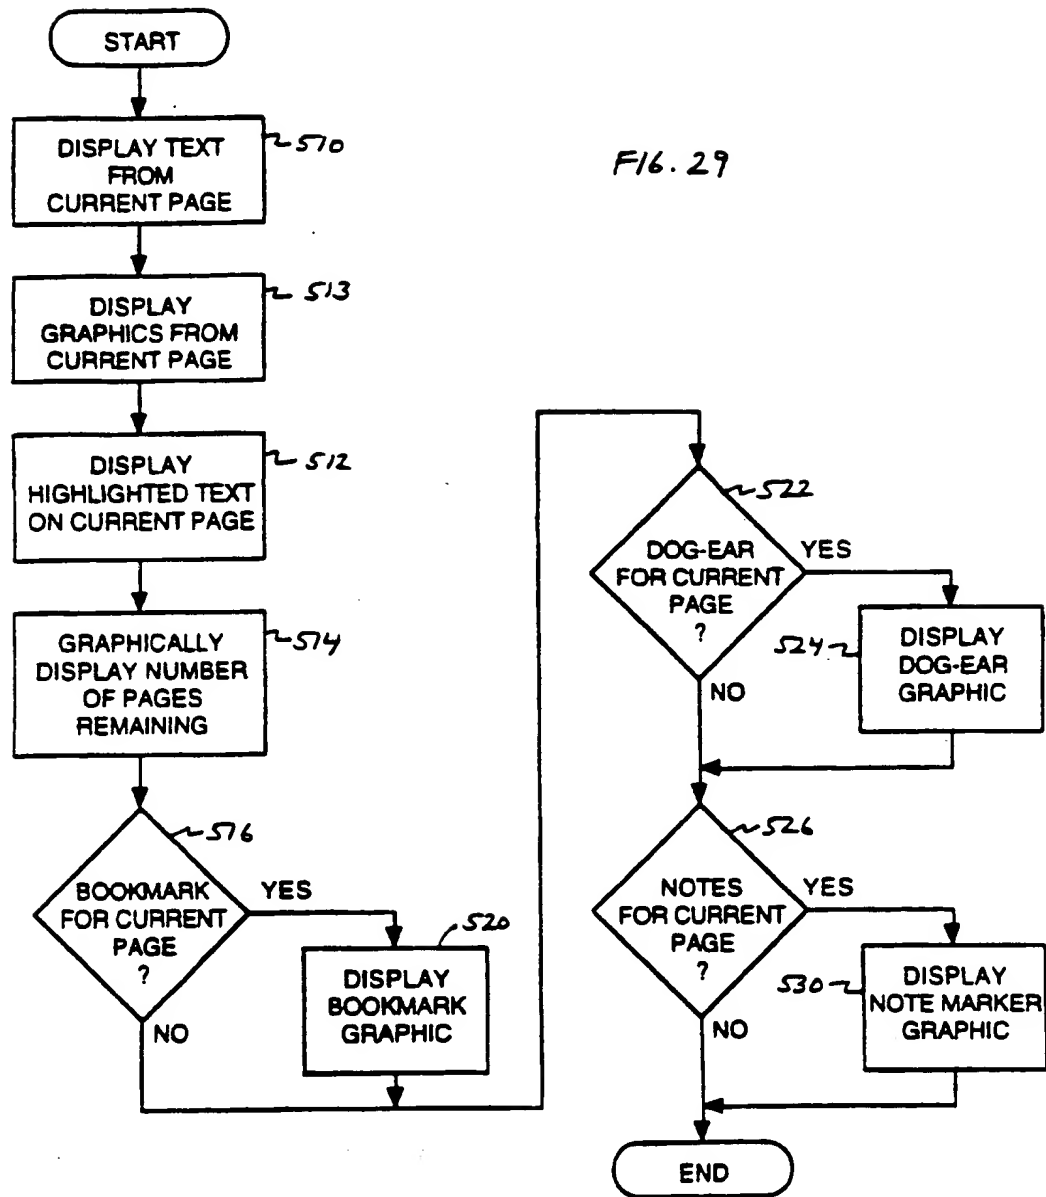 START
DISPLAY TEXT
FROM
CURRENT PAGE
510
FIG. 29
DISPLAY
GRAPHICS FROM
CURRENT PAGE
513
DISPLAY
HIGHLIGHTED TEXT
ON CURRENT PAGE
512
GRAPHICALLY
DISPLAY NUMBER
OF PAGES
REMAINING
514
516
BOOKMARK
FOR CURRENT
PAGE
?
YES
NO
520
DISPLAY
BOOKMARK
GRAPHIC
522
DOG-EAR
FOR CURRENT
PAGE
?
YES
NO
524
DISPLAY
DOG-EAR
GRAPHIC
526
NOTES
FOR CURRENT
PAGE
?
YES
NO
530
DISPLAY
NOTE MARKER
GRAPHIC
END